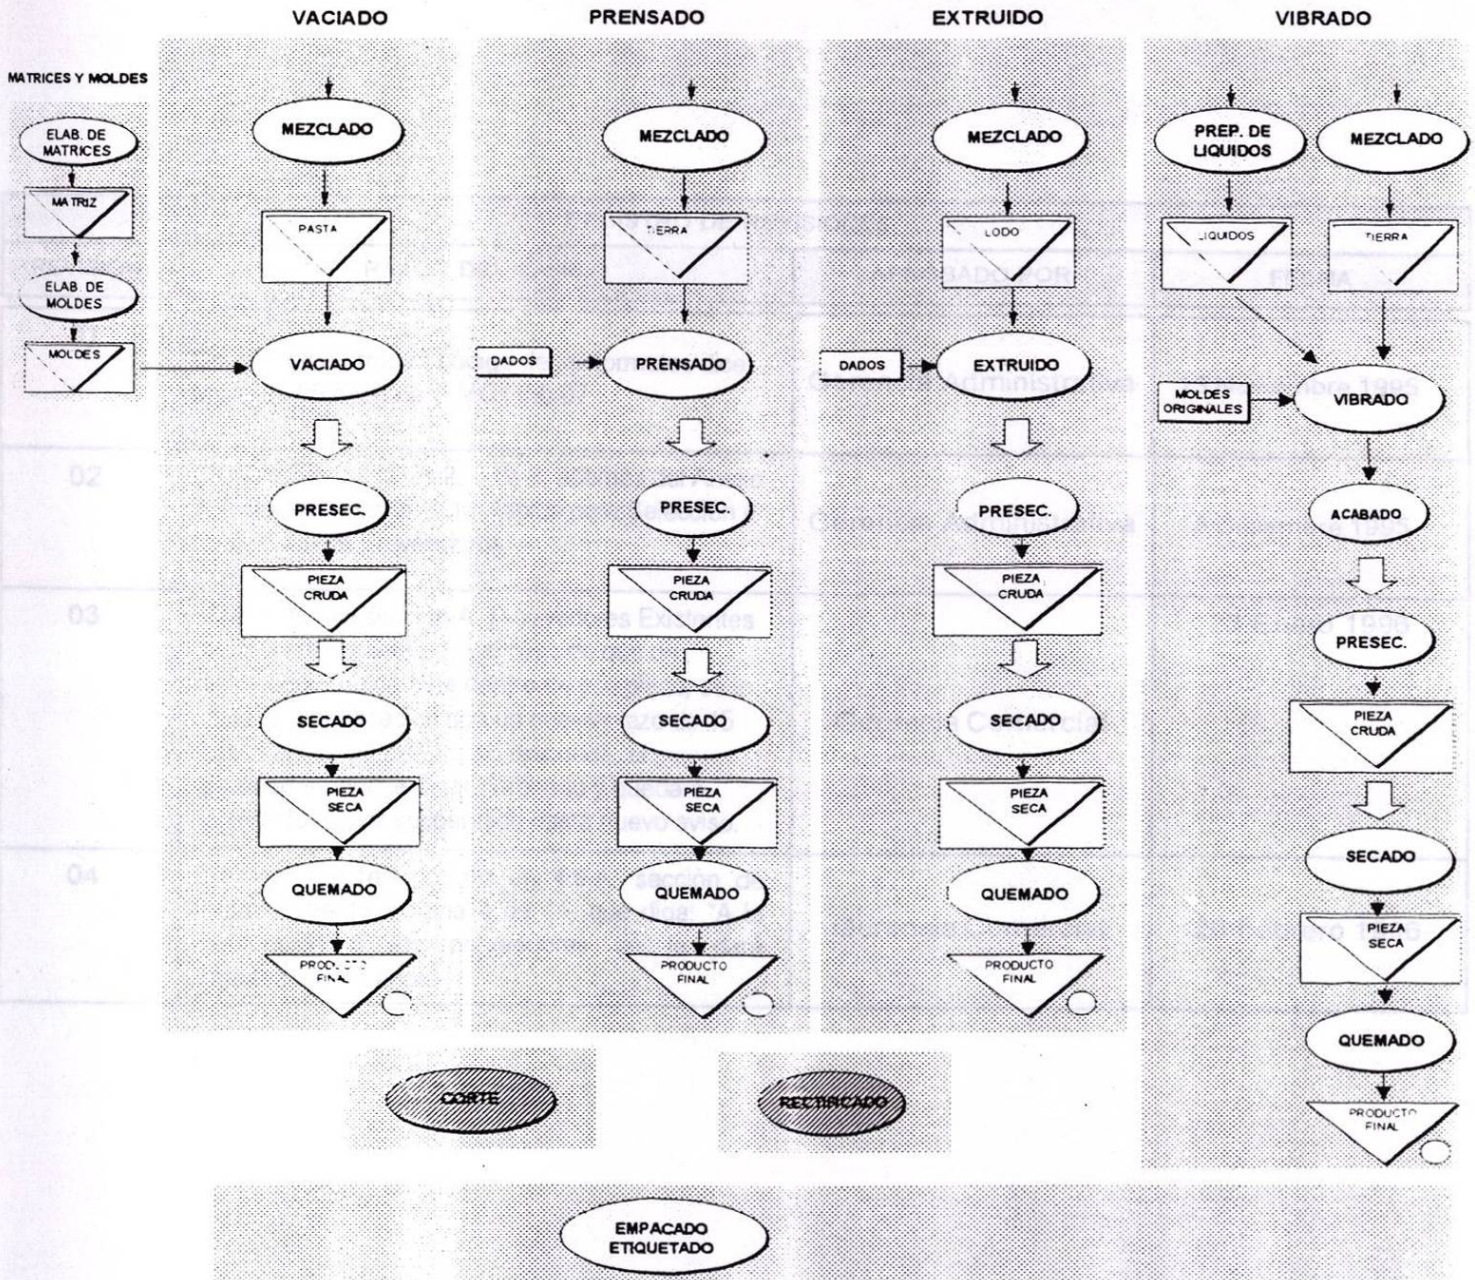 VACIADO
PRENSADO
EXTRUIDO
VIBRADO
MATRICES Y MOLDES
ELAB. DE
MATRICES
MATRIZ
ELAB. DE
MOLDES
MOLDES
MEZCLADO
PASTA
VACIADO
PRESEC.
PIEZA
CRUDA
SECADO
PIEZA
SECA
QUEMADO
PRODUCTO
FINAL
MEZCLADO
TIERRA
DADOS
PRENSADO
PRESEC.
PIEZA
CRUDA
SECADO
PIEZA
SECA
QUEMADO
PRODUCTO
FINAL
MEZCLADO
LODO
DADOS
EXTRUIDO
PRESEC.
PIEZA
CRUDA
SECADO
PIEZA
SECA
QUEMADO
PRODUCTO
FINAL
PREP. DE
LIQUIDOS
MEZCLADO
LIQUIDOS
TIERRA
MOLDES
ORIGINALES
VIBRADO
ACABADO
PRESEC.
PIEZA
CRUDA
SECADO
PIEZA
SECA
QUEMADO
PRODUCTO
FINAL
CORTE
RECTIFICADO
EMPACADO
ETIQUETADO
02
03
04